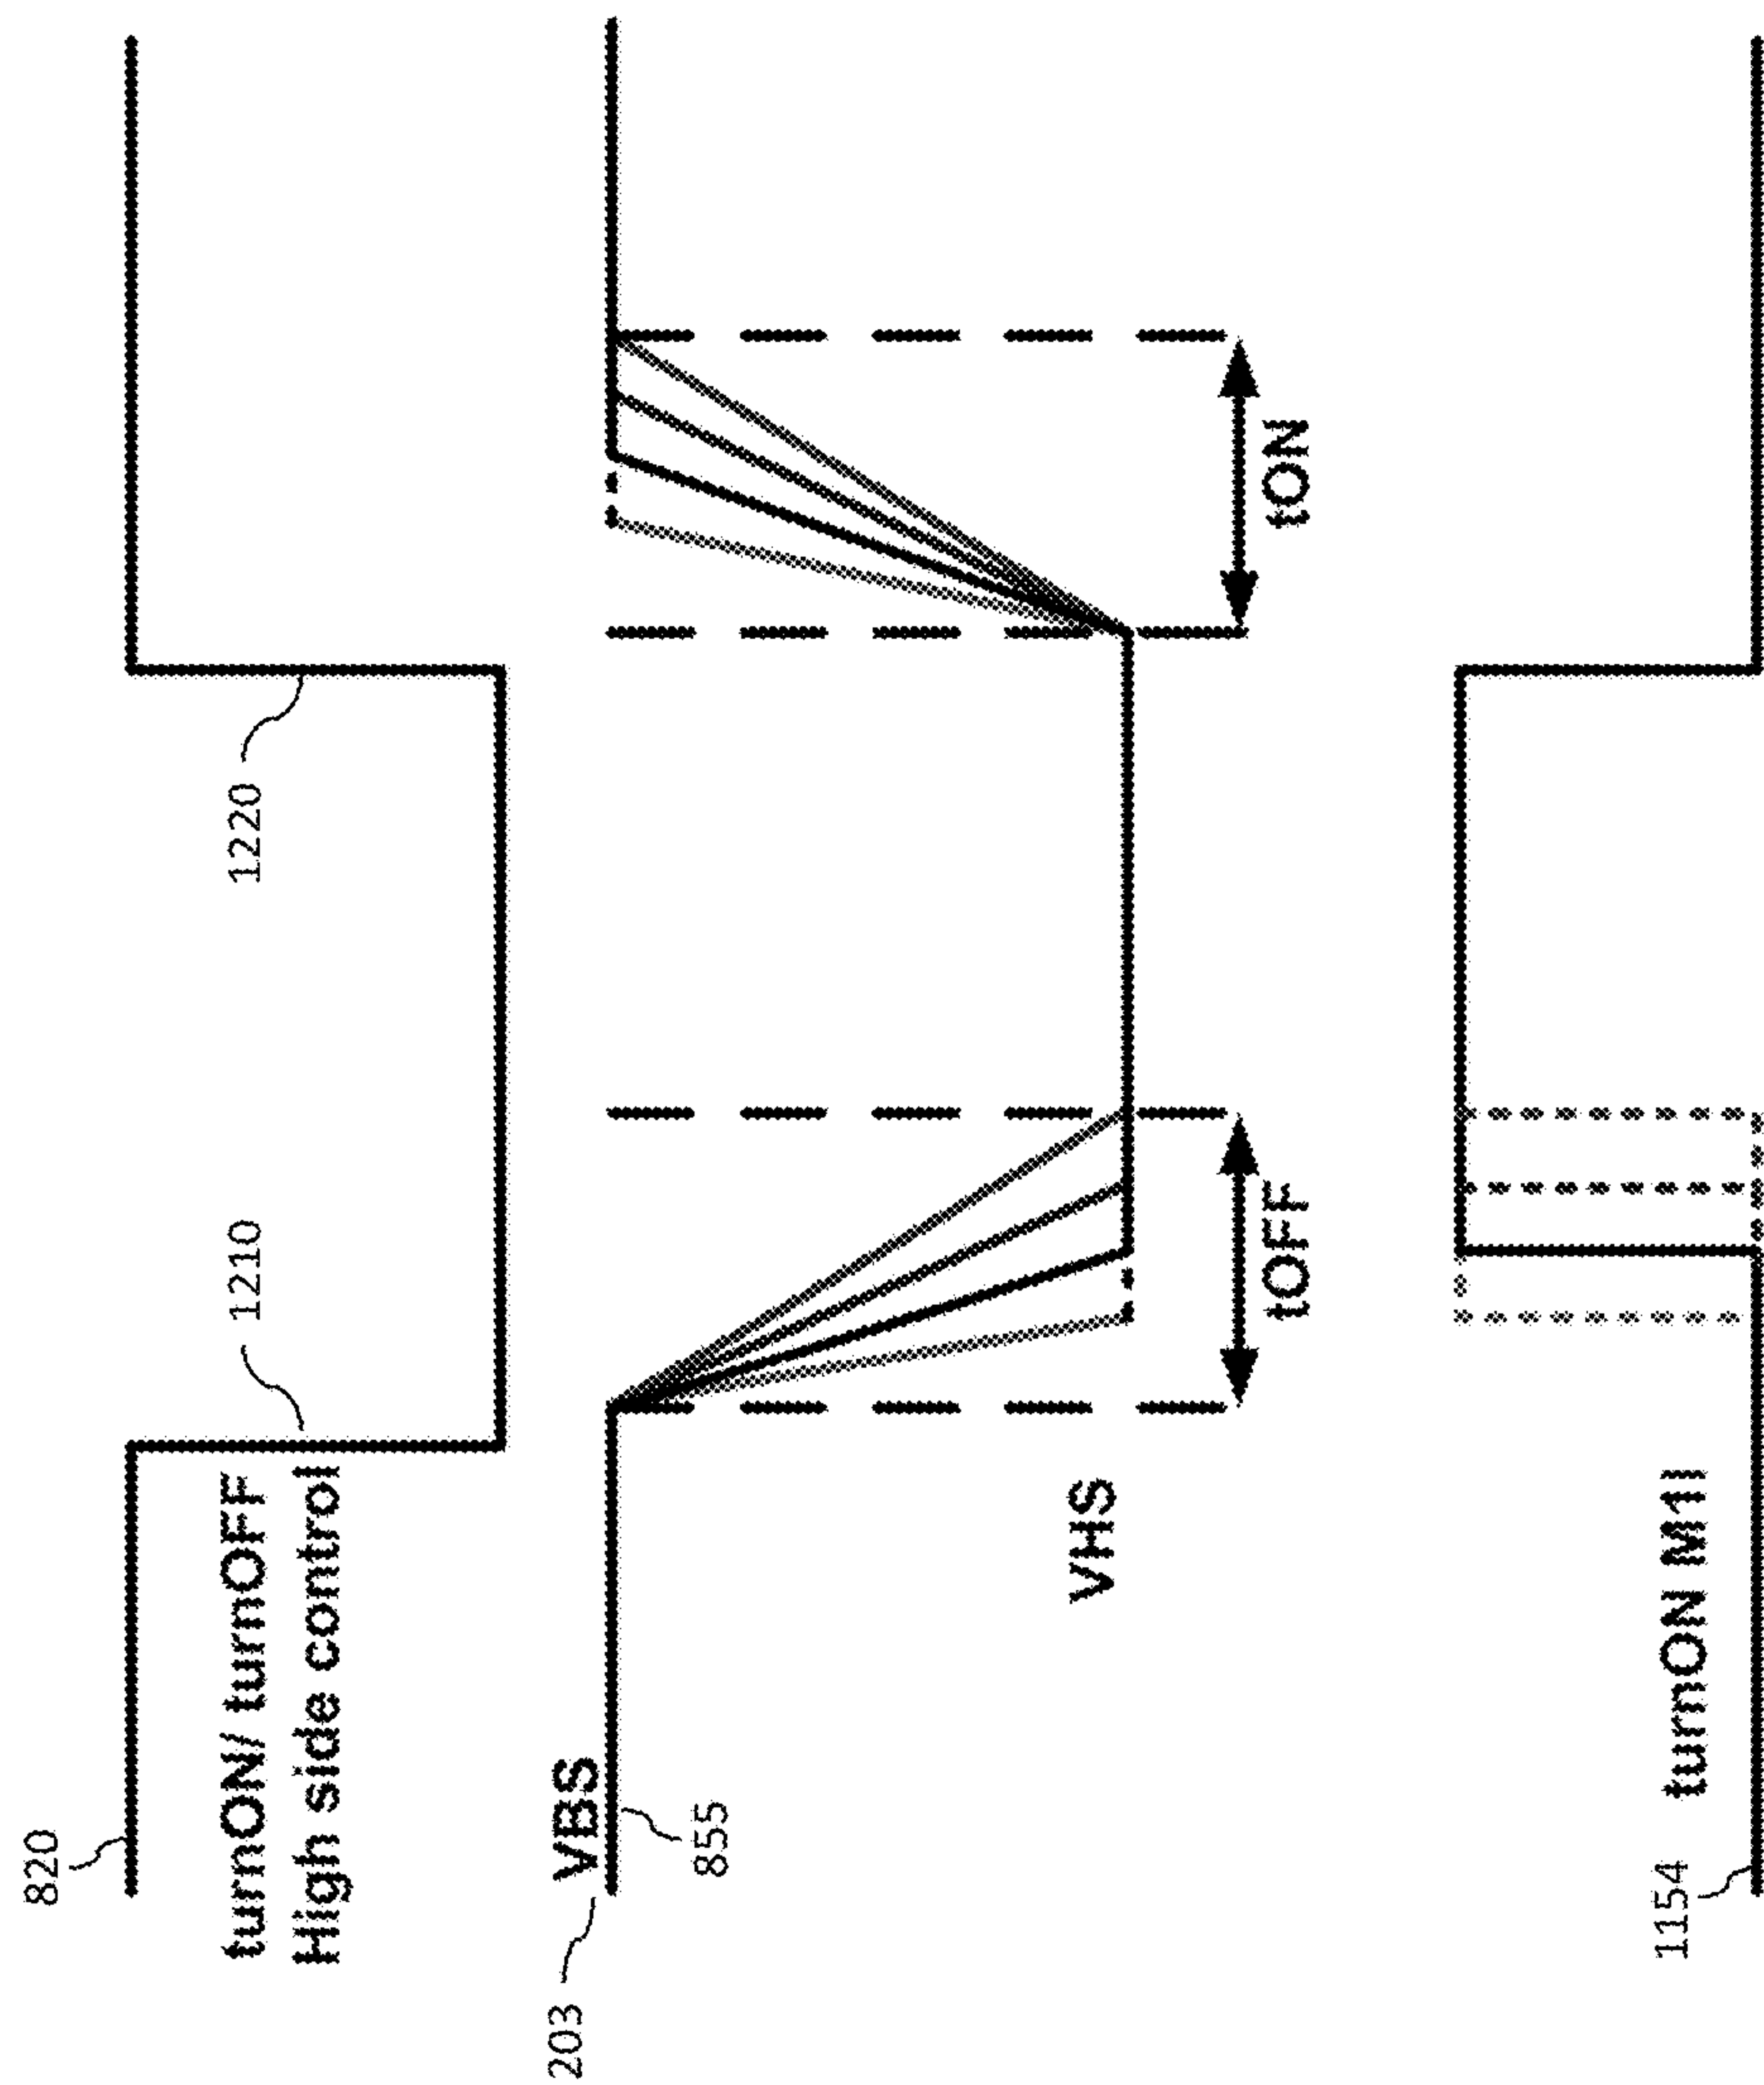 820
turnON/ turnOFF
High side control
1210
1220
203
VBS
855
VHS
tOFF
tON
1154
turnON M1I